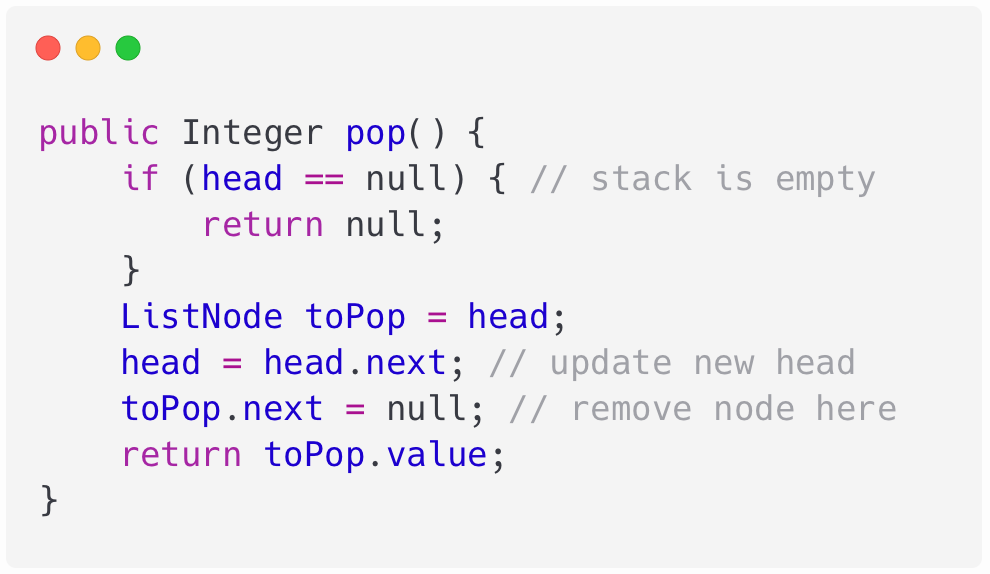 public Integer pop() {
    if (head == null) { // stack is empty
        return null;
    }
    ListNode toPop = head;
    head = head.next; // update new head
    toPop.next = null; // remove node here
    return toPop.value;
}